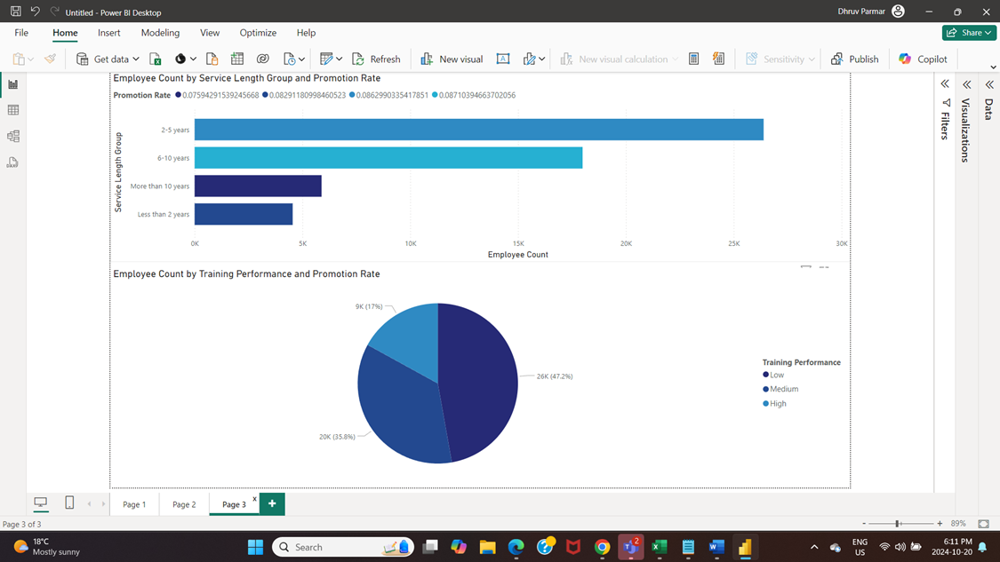 Untitled - Power BI Desktop
Dhruv Parmar
File Home Insert Modeling View Optimize Help
Share
Get data
Refresh
New visual
New visual calculation
Sensitivity
Publish
Copilot
Employee Count by Service Length Group and Promotion Rate
Promotion Rate 0.07594291539245668 0.08291180998460523 0.0862990335417851 0.08710394663702056
Service Length Group
2-5 years
6-10 years
More than 10 years
Less than 2 years
0K 5K 10K 15K 20K 25K 30K
Employee Count
Filters
Visualizations
Data
Employee Count by Training Performance and Promotion Rate
9K (17%)
26K (47.2%)
20K (35.8%)
Training Performance
Low
Medium
High
Page 1 Page 2 Page 3 x +
Page 3 of 3
- + 89%
18°C
Mostly sunny
Search
2
ENG
US
6:11 PM
2024-10-20